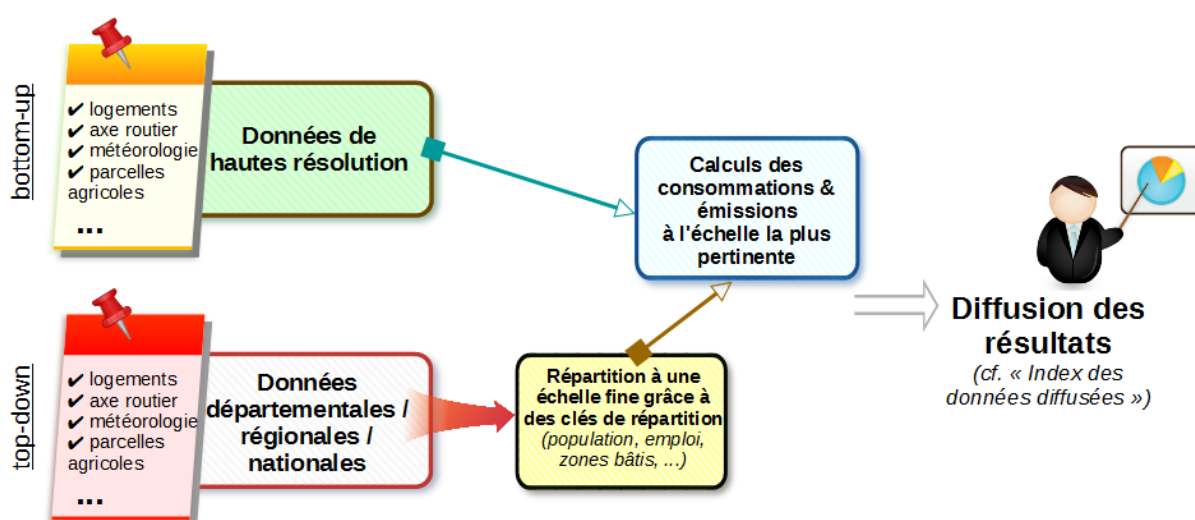 bottom-up
✔ logements
✔ axe routier
✔ météorologie
✔ parcelles
agricoles
...
Données de
hautes résolution
Calculs des
consommations &
émissions
à l'échelle la plus
pertinente
top-down
✔ logements
✔ axe routier
✔ météorologie
✔ parcelles
agricoles
...
Données
départementales /
régionales /
nationales
Répartition à une
échelle fine grâce à
des clés de répartition
(population, emploi,
zones bâtis, ...)
Diffusion des
résultats
(cf. « Index des
données diffusées »)